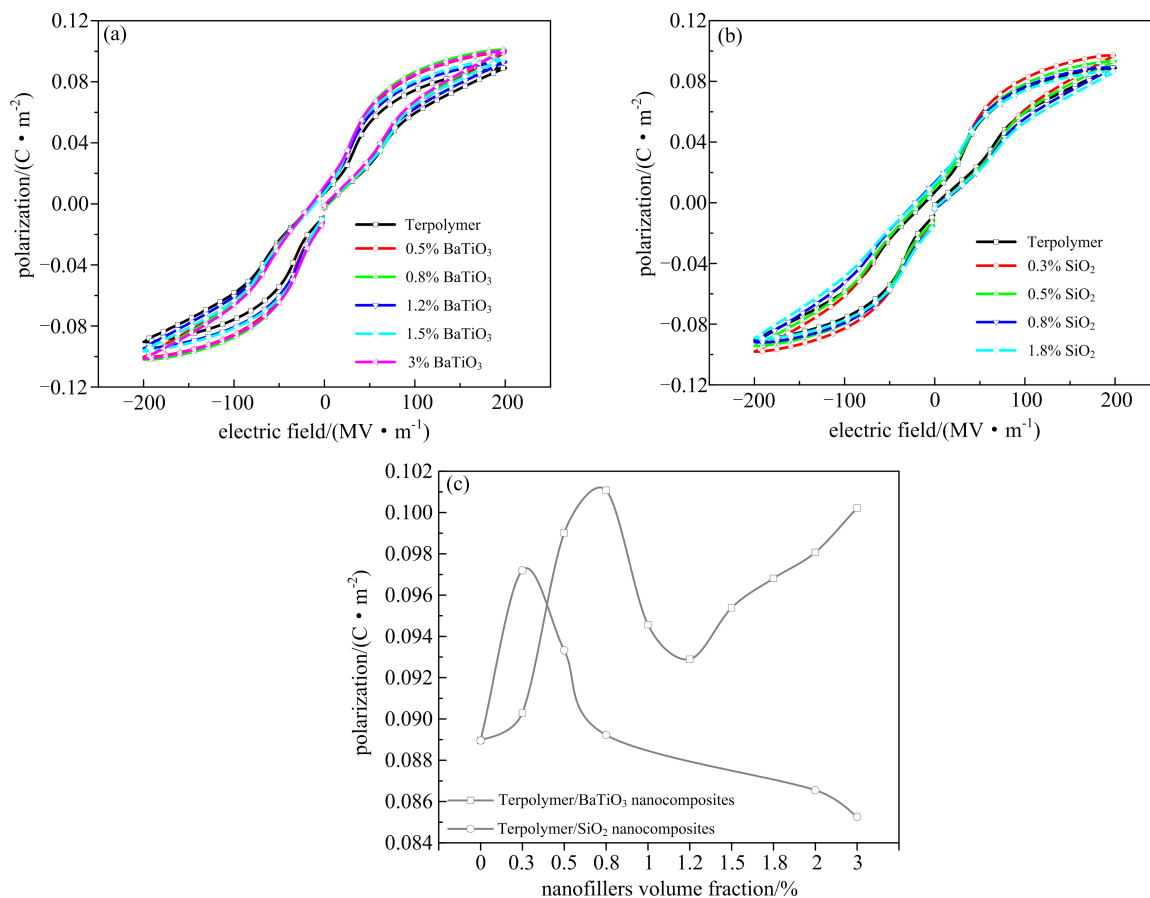 (a)
0.12
0.08
0.04
0.00
−0.04
−0.08
−0.12
polarization/(C·m⁻²)
Terpolymer
0.5% BaTiO₃
0.8% BaTiO₃
1.2% BaTiO₃
1.5% BaTiO₃
3% BaTiO₃
−200 −100 0 100 200
electric field/(MV·m⁻¹)
(b)
0.12
0.08
0.04
0.00
−0.04
−0.08
−0.12
polarization/(C·m⁻²)
Terpolymer
0.3% SiO₂
0.5% SiO₂
0.8% SiO₂
1.8% SiO₂
−200 −100 0 100 200
electric field/(MV·m⁻¹)
(c)
0.102
0.100
0.098
0.096
0.094
0.092
0.090
0.088
0.086
0.084
polarization/(C·m⁻²)
Terpolymer/BaTiO₃ nanocomposites
Terpolymer/SiO₂ nanocomposites
0 0.3 0.5 0.8 1 1.2 1.5 1.8 2 3
nanofillers volume fraction/%